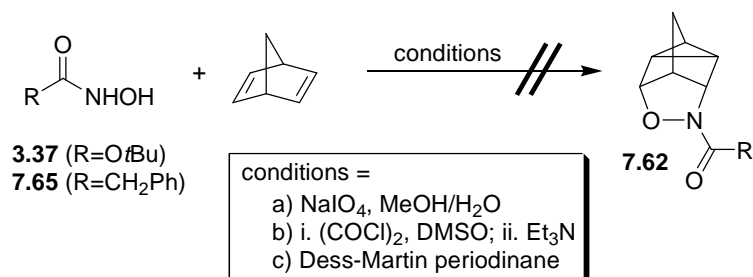 O
R
NHOH
+
conditions
O
N
R
O
3.37 (R=OtBu)
7.65 (R=CH2Ph)
7.62
conditions =
a) NaIO4, MeOH/H2O
b) i. (COCl)2, DMSO; ii. Et3N
c) Dess-Martin periodinane